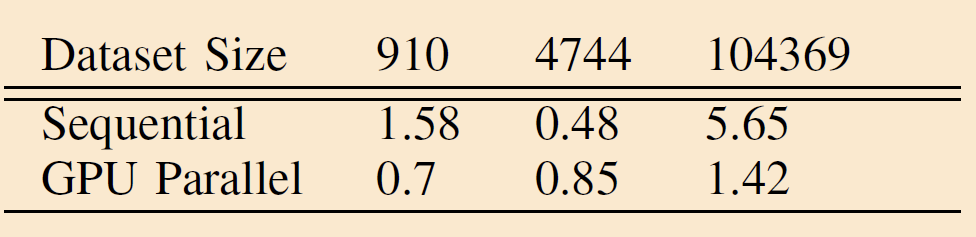 Dataset Size 910 4744 104369
Sequential 1.58 0.48 5.65
GPU Parallel 0.7 0.85 1.42